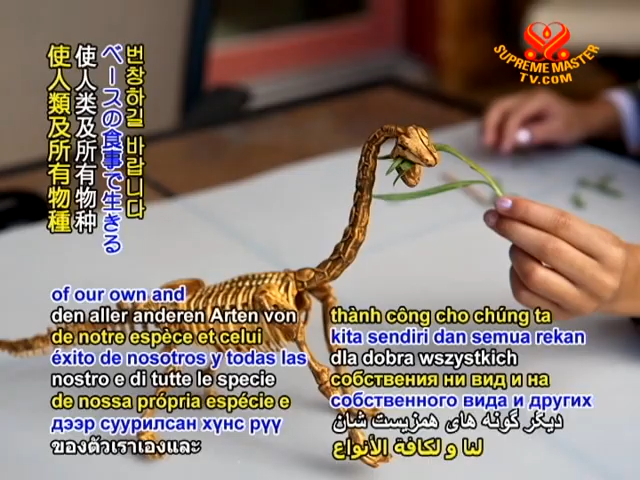 SUPREME MASTER
TV.COM
번창하길 바랍니다
ベースの食事で生きる
使人类及所有物种
使人類及所有物種
of our own and
den aller anderen Arten von
de notre espèce et celui
éxito de nosotros y todas las
nostro e di tutte le specie
de nossa própria espécie e
дээр суурилсан хүнс рүү
ของตัวเราเองและ
thành công cho chúng ta
kita sendiri dan semua rekan
dla dobra wszystkich
собствения ни вид и на
собственного вида и других
دیگر گونه های همزیست شان
لنا و لكافة الأنواع